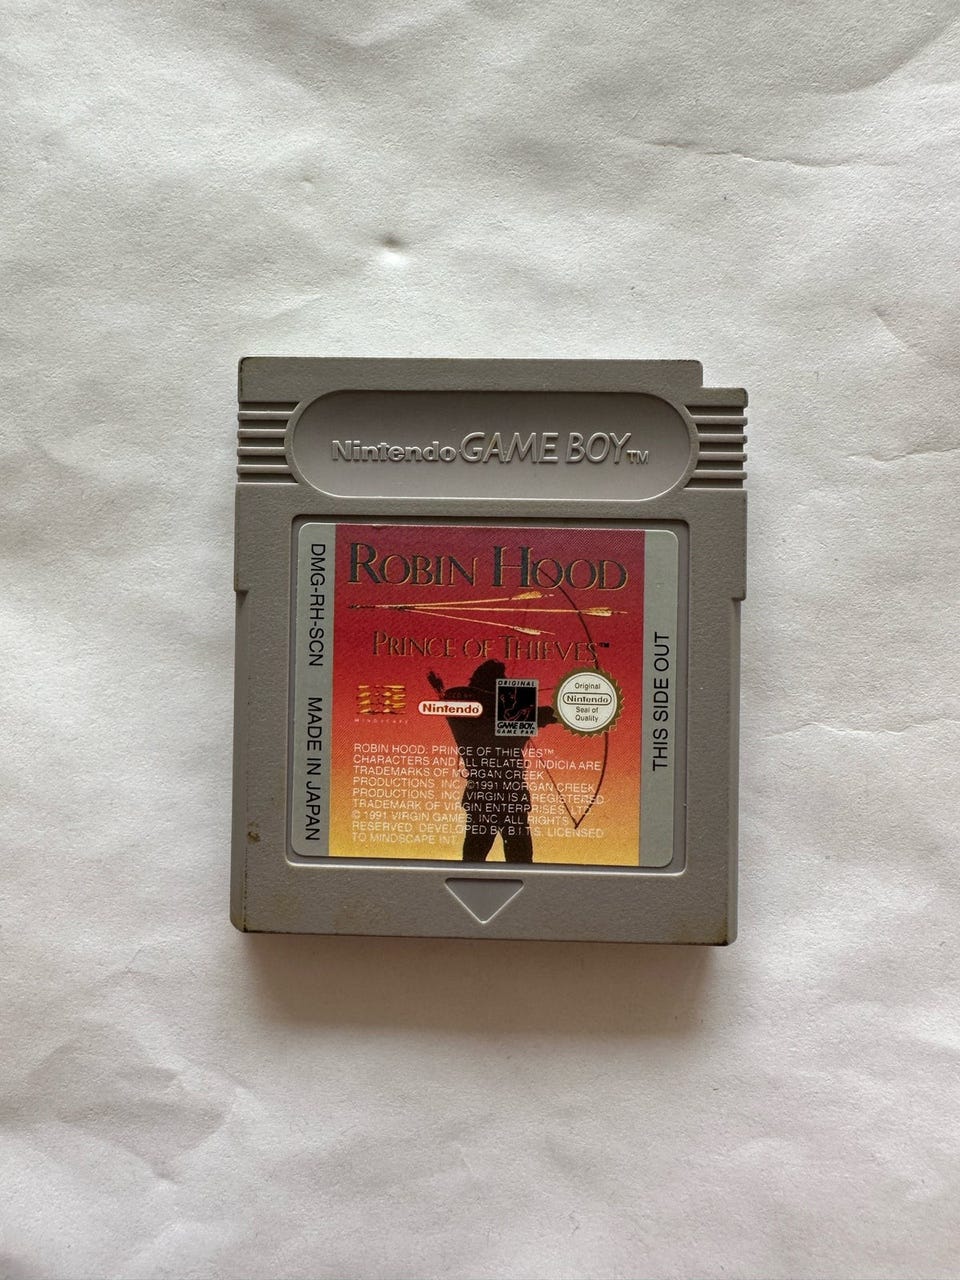 Nintendo GAME BOY™
DMG-RH-SCN MADE IN JAPAN
ROBIN HOOD
PRINCE OF THIEVES™
MINDSCAPE
Nintendo
ORIGINAL
GAME BOY
GAME PAK
Original
Nintendo
Seal of
Quality
THIS SIDE OUT
ROBIN HOOD: PRINCE OF THIEVES™
CHARACTERS AND ALL RELATED INDICIA ARE
TRADEMARKS OF MORGAN CREEK
PRODUCTIONS, INC. ©1991 MORGAN CREEK
PRODUCTIONS, INC. VIRGIN IS A REGISTERED
TRADEMARK OF VIRGIN ENTERPRISES, LTD.
© 1991 VIRGIN GAMES, INC. ALL RIGHTS
RESERVED. DEVELOPED BY B.I.T.S. LICENSED
TO MINDSCAPE INT.